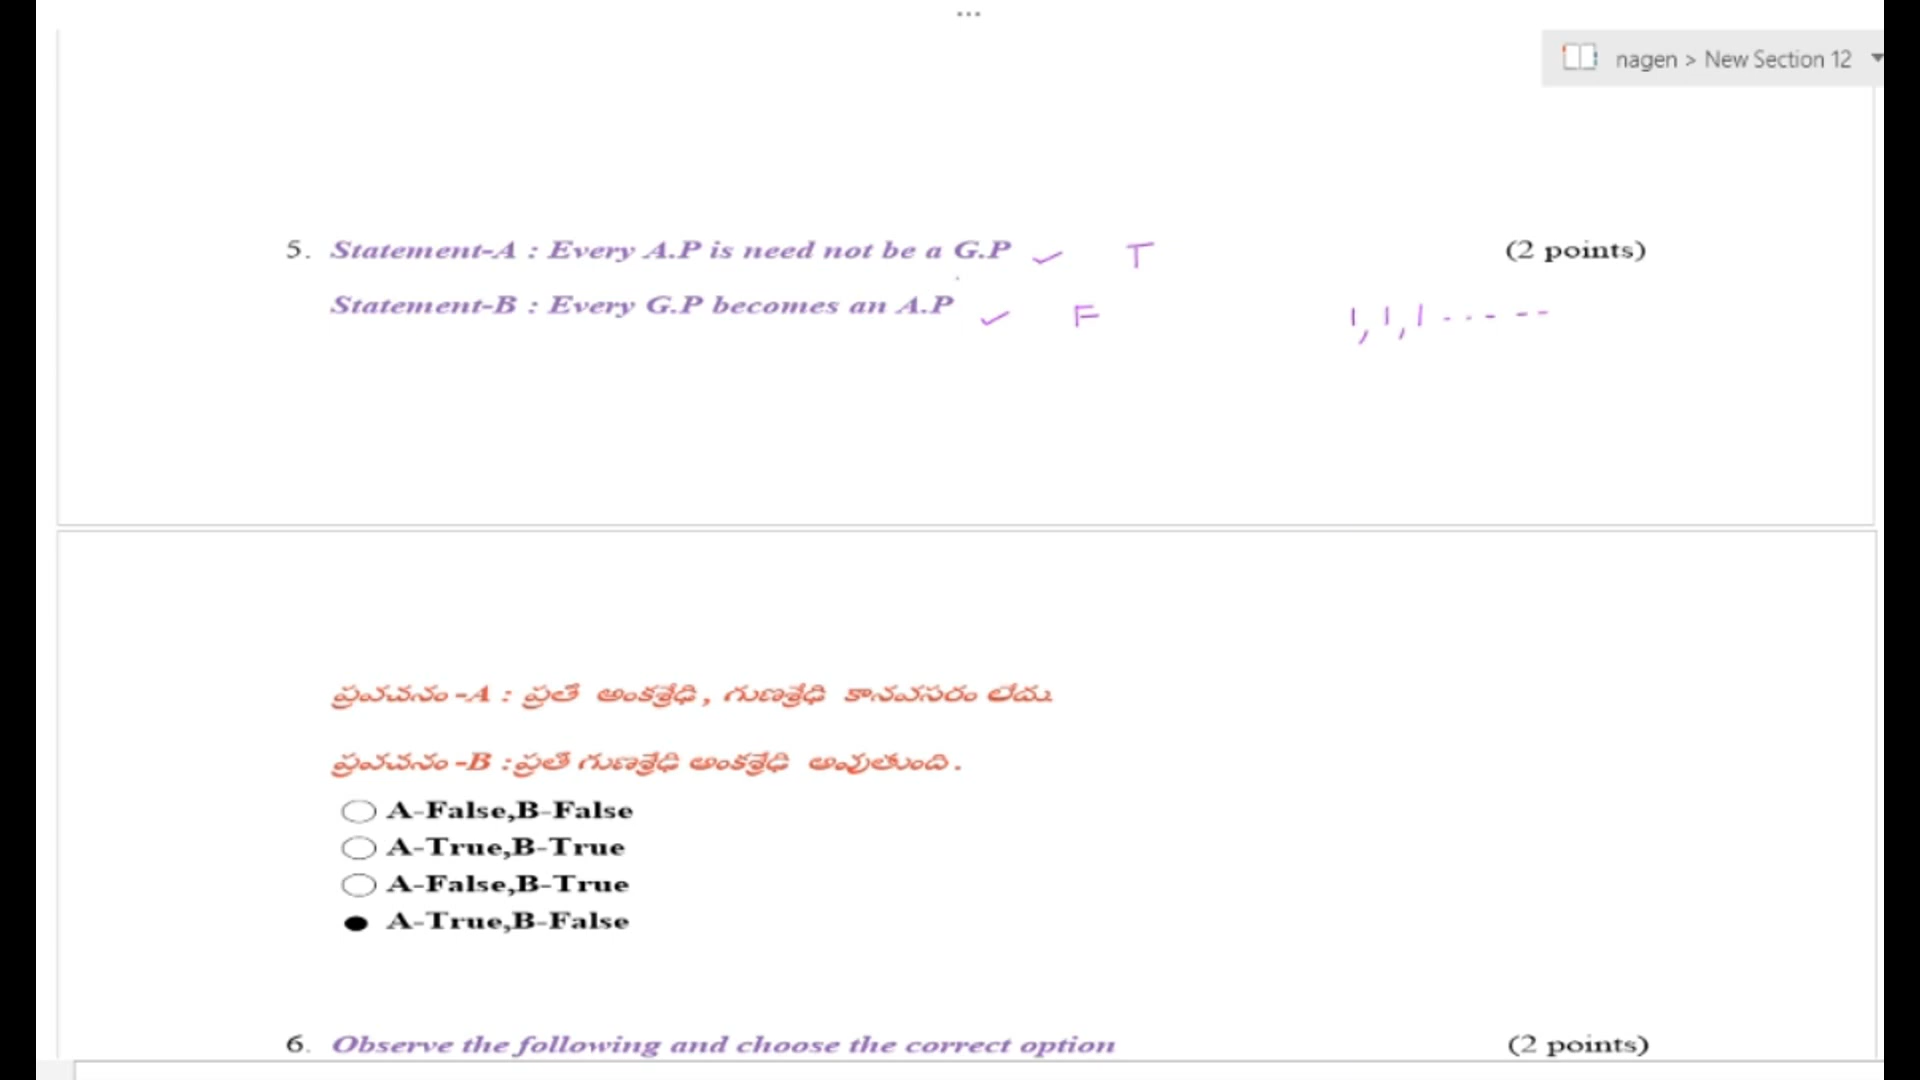 ...
nagen > New Section 12
5. Statement-A : Every A.P is need not be a G.P ✓ T (2 points)
Statement-B : Every G.P becomes an A.P ✓ F 1, 1, 1 ------
ప్రవచనం -A : ప్రతీ అంకశ్రేఢి, గుణశ్రేఢి కానవసరం లేదు
ప్రవచనం -B :ప్రతీ గుణశ్రేఢి అంకశ్రేఢి అవుతుంది.
A-False,B-False
A-True,B-True
A-False,B-True
A-True,B-False
6. Observe the following and choose the correct option (2 points)